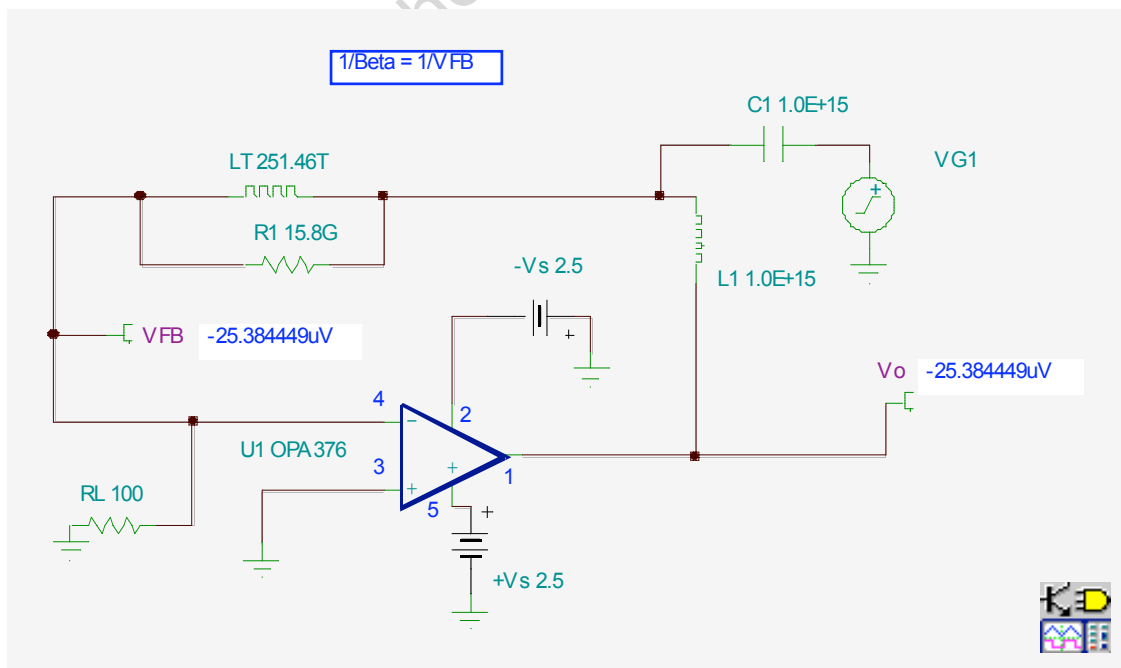 1/Beta = 1/VFB
C1 1.0E+15
VG1
LT 251.46T
R1 15.8G
-Vs 2.5
L1 1.0E+15
VFB -25.384449uV
Vo -25.384449uV
4
2
U1 OPA376
3
1
5
RL 100
+Vs 2.5